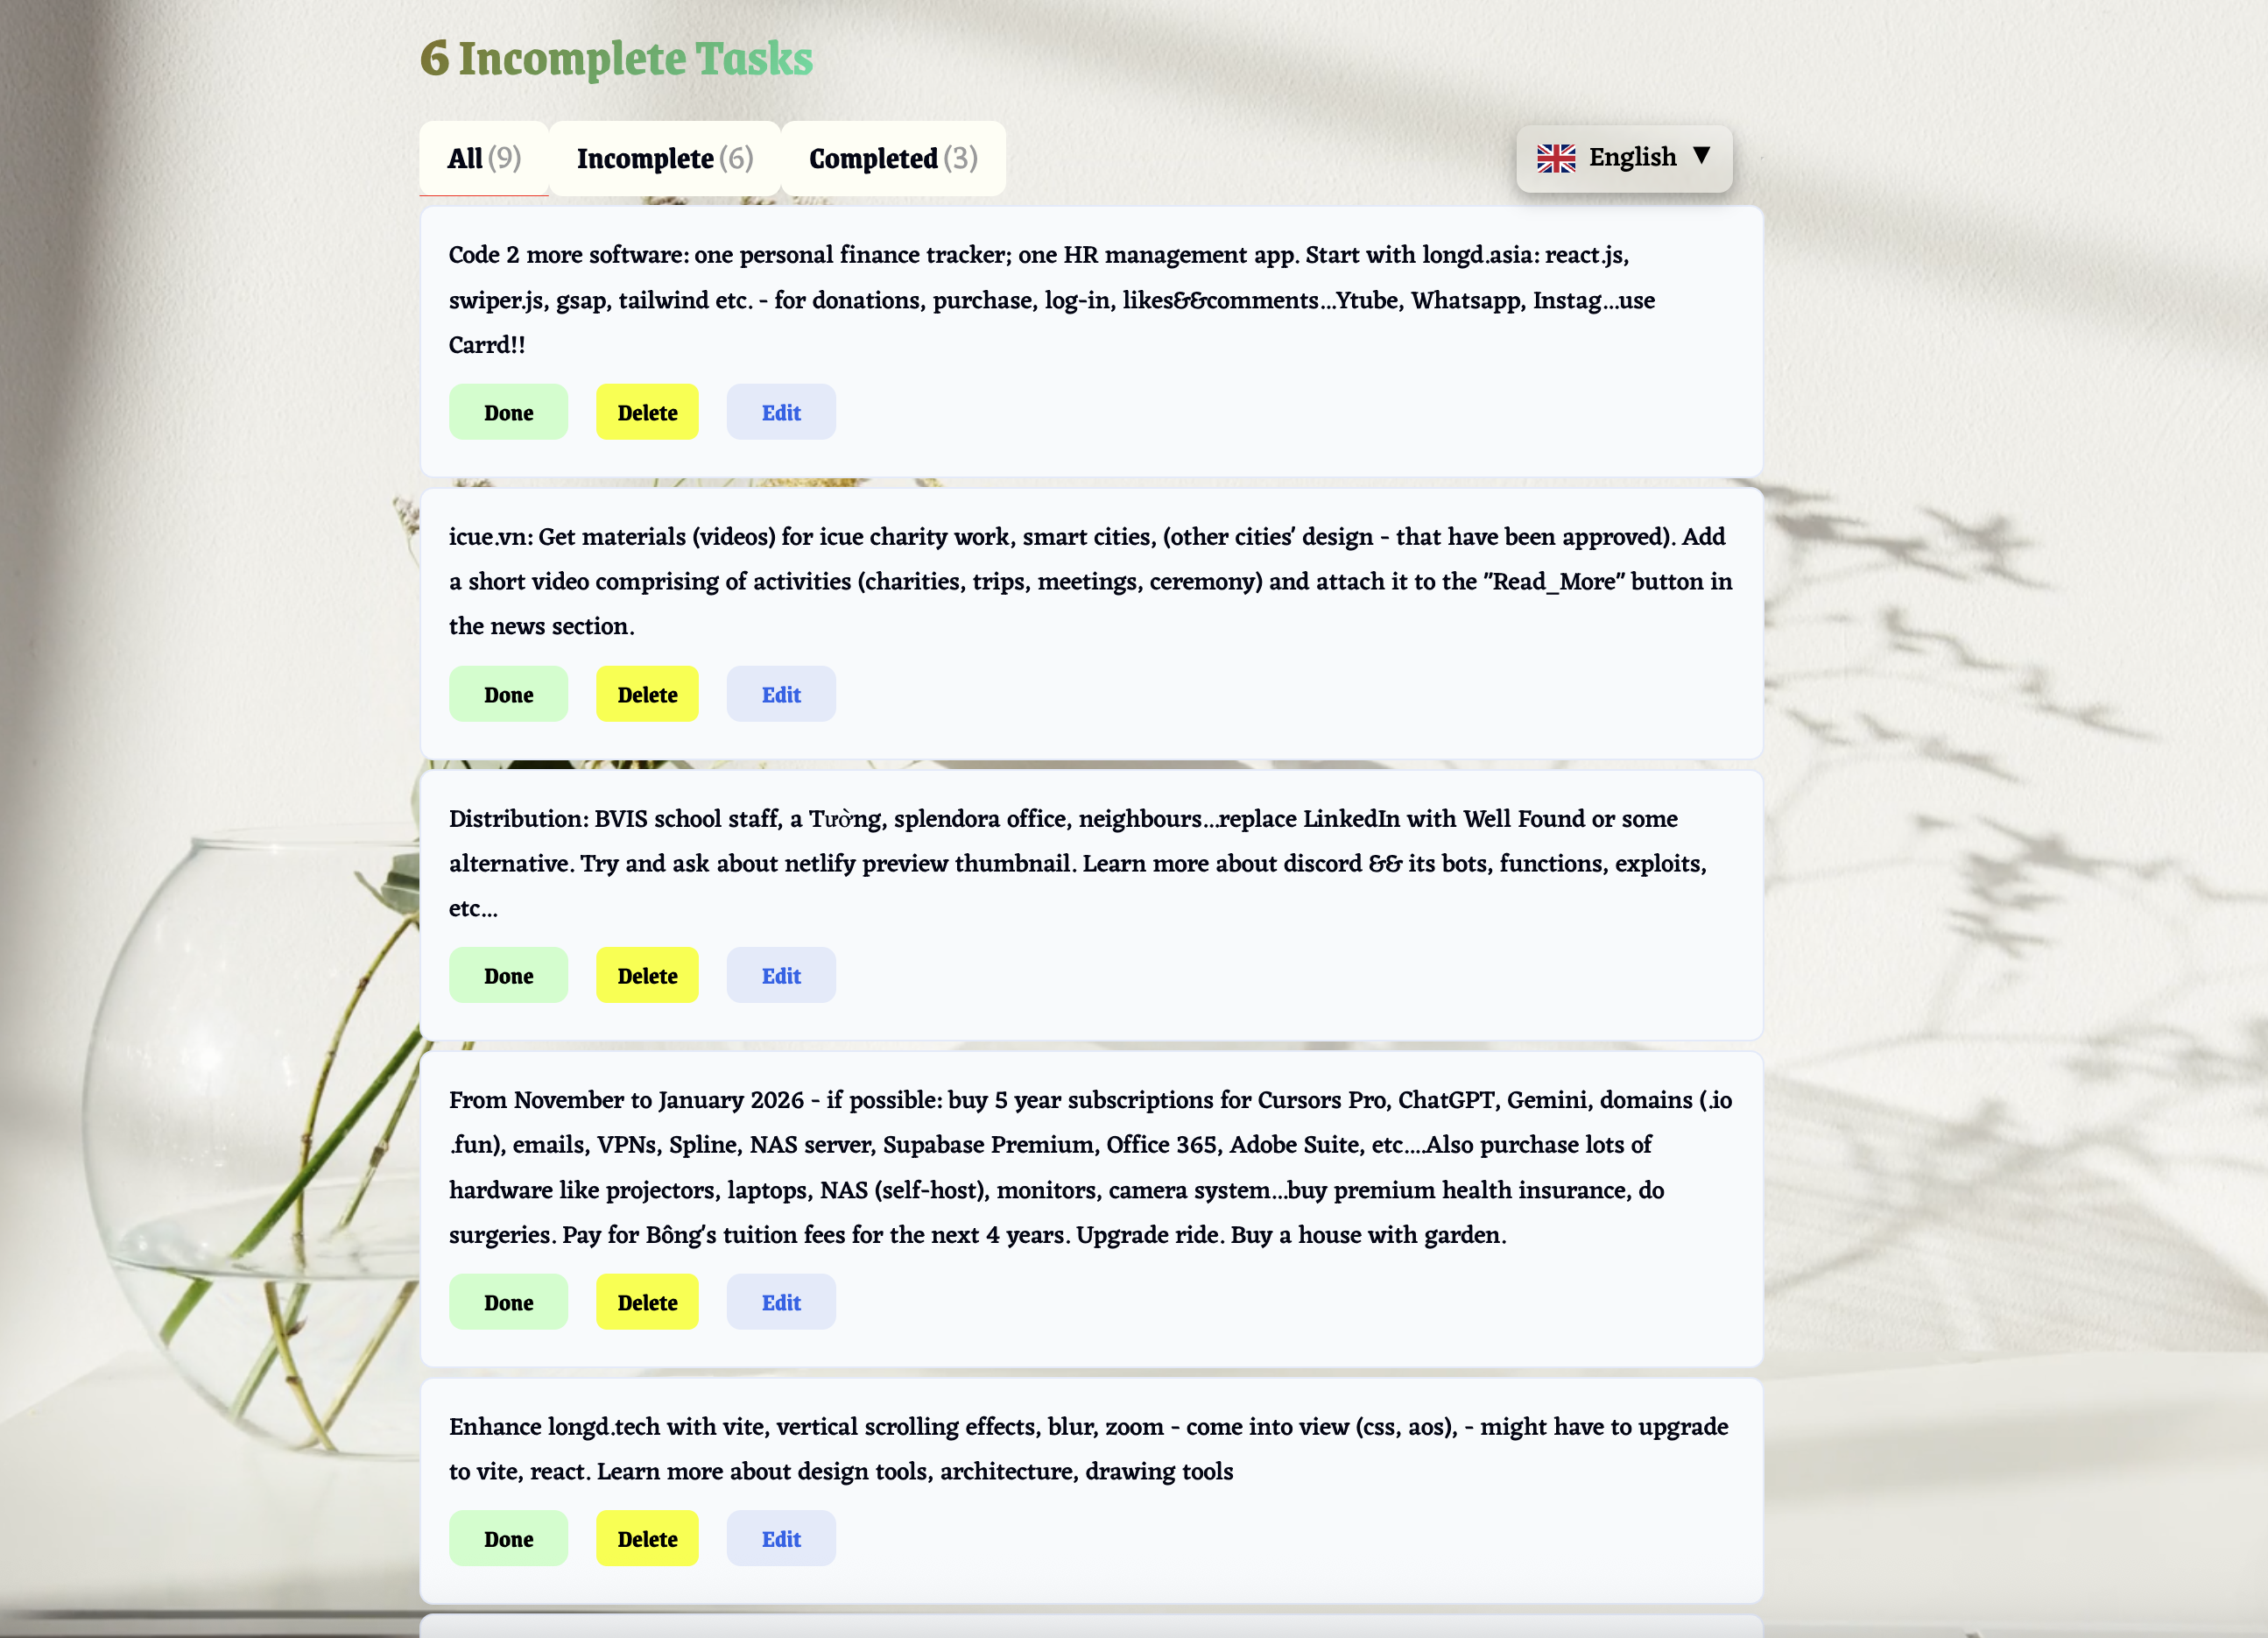 6 Incomplete Tasks
All (9) Incomplete (6) Completed (3) English ▼
Code 2 more software: one personal finance tracker; one HR management app. Start with longd.asia: react.js,
swiper.js, gsap, tailwind etc. - for donations, purchase, log-in, likes&&comments...Ytube, Whatsapp, Instag...use
Carrd!!
Done Delete Edit
icue.vn: Get materials (videos) for icue charity work, smart cities, (other cities' design - that have been approved). Add
a short video comprising of activities (charities, trips, meetings, ceremony) and attach it to the "Read_More" button in
the news section.
Done Delete Edit
Distribution: BVIS school staff, a Tường, splendora office, neighbours...replace LinkedIn with Well Found or some
alternative. Try and ask about netlify preview thumbnail. Learn more about discord && its bots, functions, exploits,
etc...
Done Delete Edit
From November to January 2026 - if possible: buy 5 year subscriptions for Cursors Pro, ChatGPT, Gemini, domains (.io
.fun), emails, VPNs, Spline, NAS server, Supabase Premium, Office 365, Adobe Suite, etc....Also purchase lots of
hardware like projectors, laptops, NAS (self-host), monitors, camera system...buy premium health insurance, do
surgeries. Pay for Bông's tuition fees for the next 4 years. Upgrade ride. Buy a house with garden.
Done Delete Edit
Enhance longd.tech with vite, vertical scrolling effects, blur, zoom - come into view (css, aos), - might have to upgrade
to vite, react. Learn more about design tools, architecture, drawing tools
Done Delete Edit